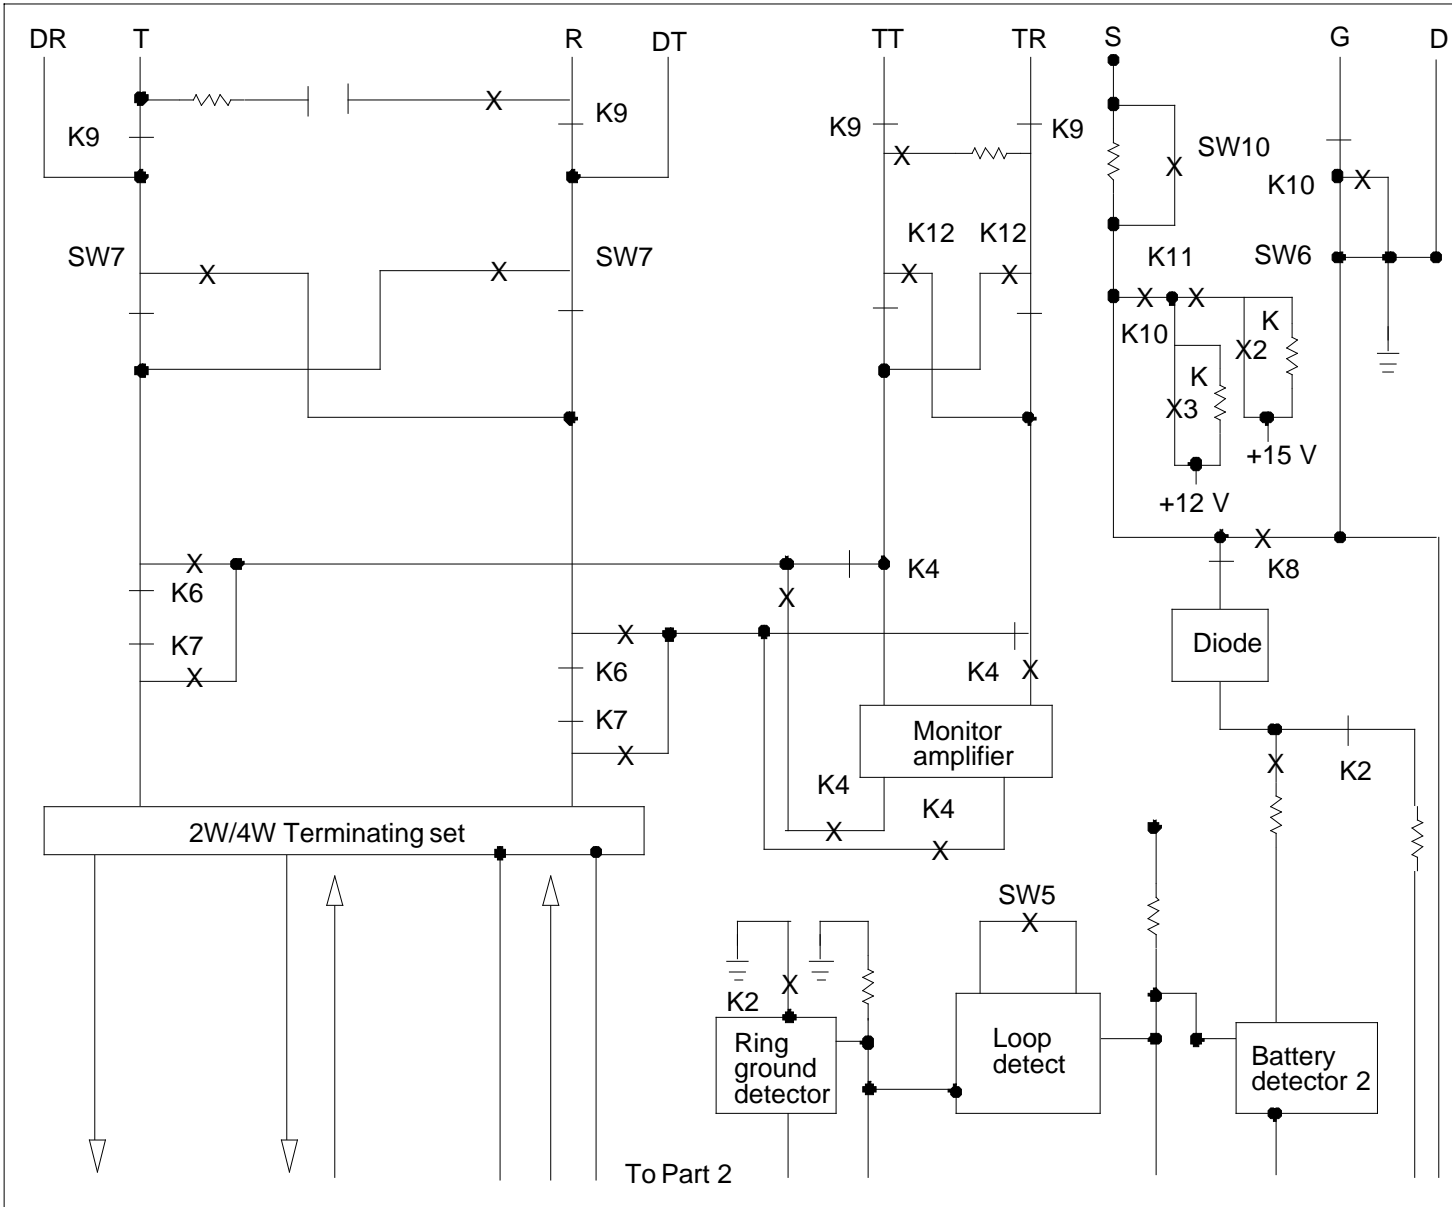 DR T R DT TT TR S G D
K9
K9 K9 K9
SW10
K10
K12 K12
SW7 SW7 K11 SW6
K10 K
X2
K
X3
+15 V
+12 V
K4 K8
K6
K7
K6 K4
Diode
K7
Monitor
amplifier
K2
K4
K4
2W/4W Terminating set
SW5
K2
Ring
ground
detector
Loop
detect
Battery
detector 2
To Part 2